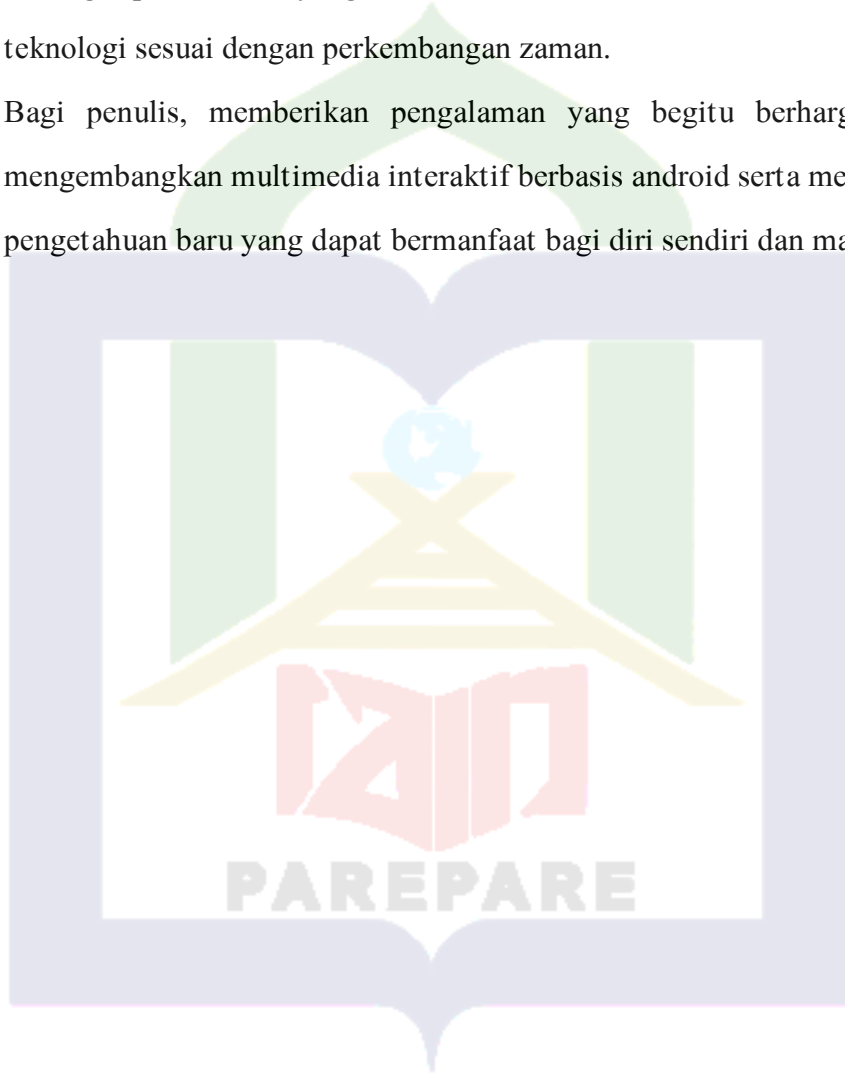 teknologi sesuai dengan perkembangan zaman.
Bagi penulis, memberikan pengalaman yang begitu
mengembangkan multimedia interaktif berbasis android serta
pengetahuan baru yang dapat bermanfaat bagi diri sendiri dan
iain
PAREPARE